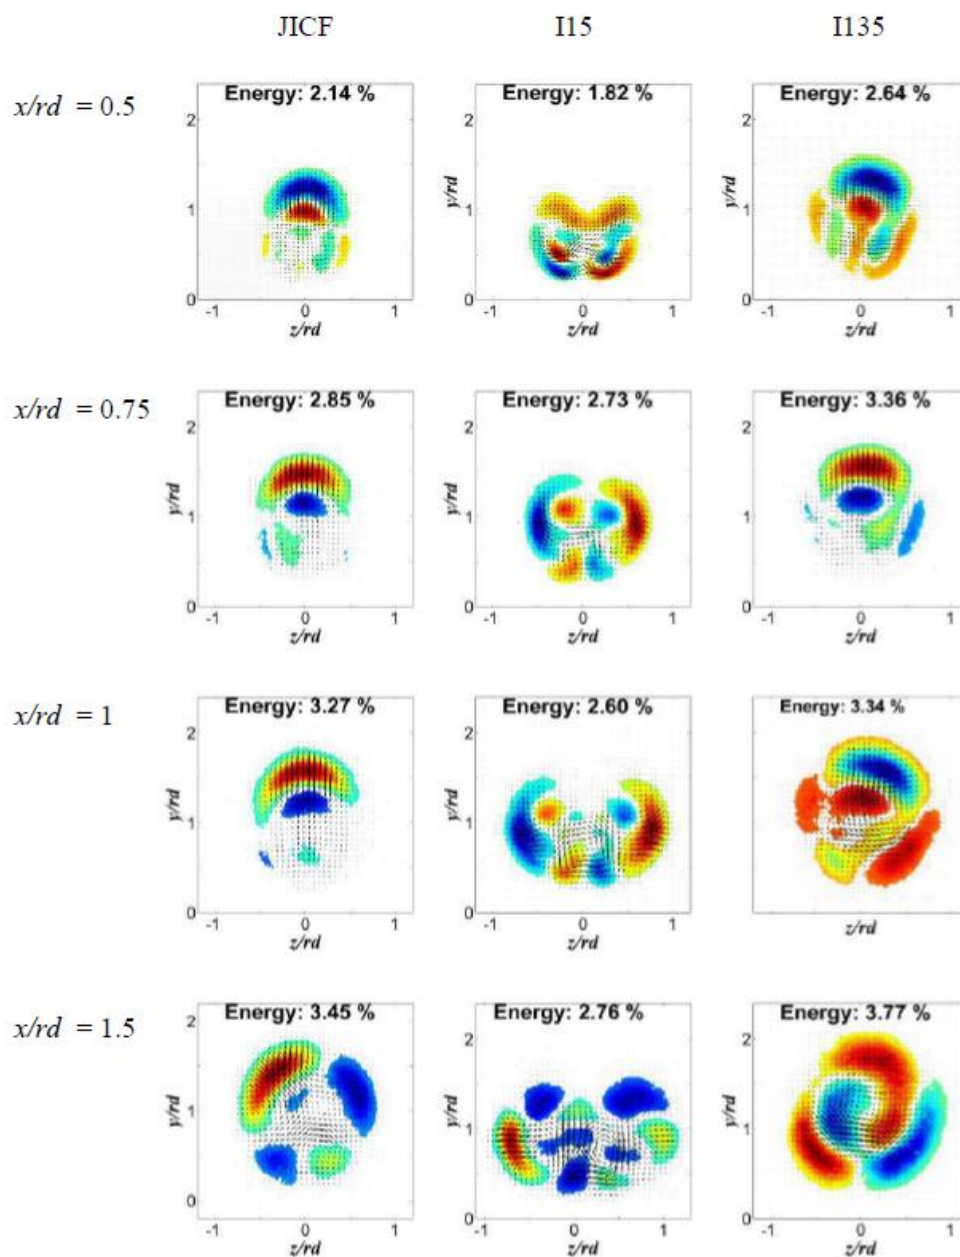 JICF I15 I135
x/rd = 0.5
Energy: 2.14 % Energy: 1.82 % Energy: 2.64 %
2 2 2
y/rd y/rd
1 1 1
0 0 0
-1 0 1 -1 0 1 -1 0 1
z/rd z/rd z/rd
x/rd = 0.75
Energy: 2.85 % Energy: 2.73 % Energy: 3.36 %
2 2 2
y/rd y/rd y/rd
1 1 1
0 0 0
-1 0 1 -1 0 1 -1 0 1
z/rd z/rd z/rd
x/rd = 1
Energy: 3.27 % Energy: 2.60 % Energy: 3.34 %
2 2 2
y/rd y/rd y/rd
1 1 1
0 0 0
-1 0 1 -1 0 1
z/rd z/rd z/rd
x/rd = 1.5
Energy: 3.45 % Energy: 2.76 % Energy: 3.77 %
2 2 2
y/rd y/rd y/rd
1 1 1
0 0 0
-1 0 1 -1 0 1 -1 0 1
z/rd z/rd z/rd